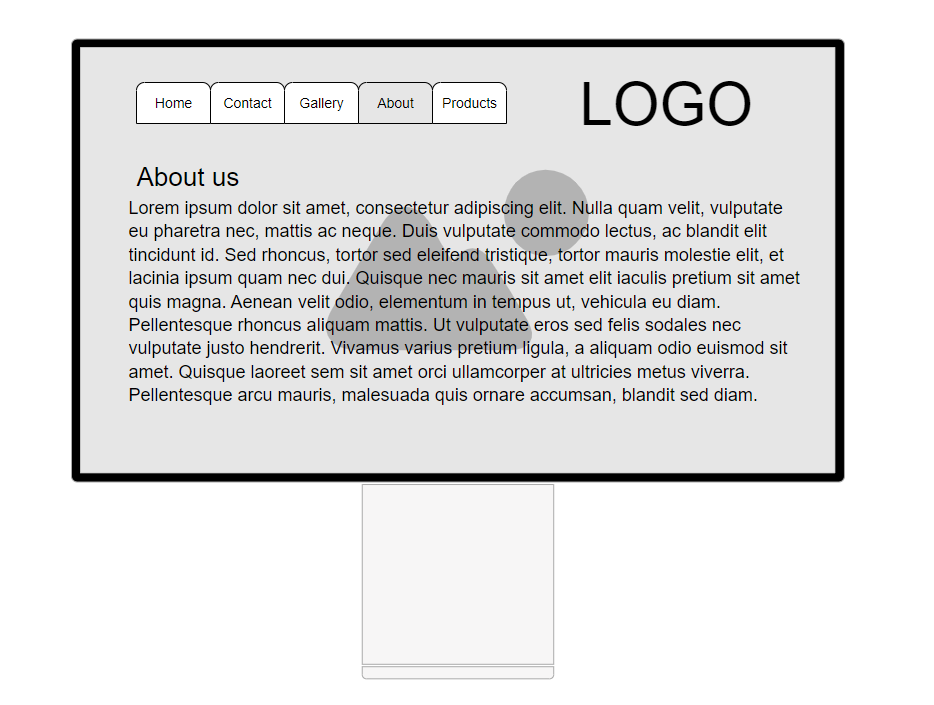 Home Contact Gallery About Products
LOGO
About us
Lorem ipsum dolor sit amet, consectetur adipiscing elit. Nulla quam velit, vulputate
eu pharetra nec, mattis ac neque. Duis vulputate commodo lectus, ac blandit elit
tincidunt id. Sed rhoncus, tortor sed eleifend tristique, tortor mauris molestie elit, et
lacinia ipsum quam nec dui. Quisque nec mauris sit amet elit iaculis pretium sit amet
quis magna. Aenean velit odio, elementum in tempus ut, vehicula eu diam.
Pellentesque rhoncus aliquam mattis. Ut vulputate eros sed felis sodales nec
vulputate justo hendrerit. Vivamus varius pretium ligula, a aliquam odio euismod sit
amet. Quisque laoreet sem sit amet orci ullamcorper at ultricies metus viverra.
Pellentesque arcu mauris, malesuada quis ornare accumsan, blandit sed diam.